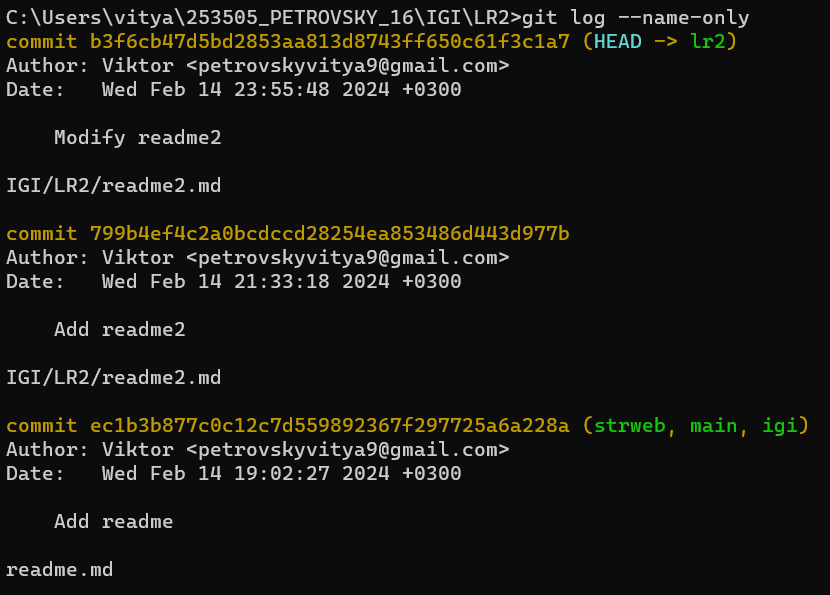 C:\Users\vitya\253505_PETROVSKY_16\IGI\LR2>git log --name-only
commit b3f6cb47d5bd2853aa813d8743ff650c61f3c1a7 (HEAD -> lr2)
Author: Viktor <petrovskyvitya9@gmail.com>
Date:   Wed Feb 14 23:55:48 2024 +0300

    Modify readme2

IGI/LR2/readme2.md

commit 799b4ef4c2a0bcdccd28254ea853486d443d977b
Author: Viktor <petrovskyvitya9@gmail.com>
Date:   Wed Feb 14 21:33:18 2024 +0300

    Add readme2

IGI/LR2/readme2.md

commit ec1b3b877c0c12c7d559892367f297725a6a228a (strweb, main, igi)
Author: Viktor <petrovskyvitya9@gmail.com>
Date:   Wed Feb 14 19:02:27 2024 +0300

    Add readme

readme.md